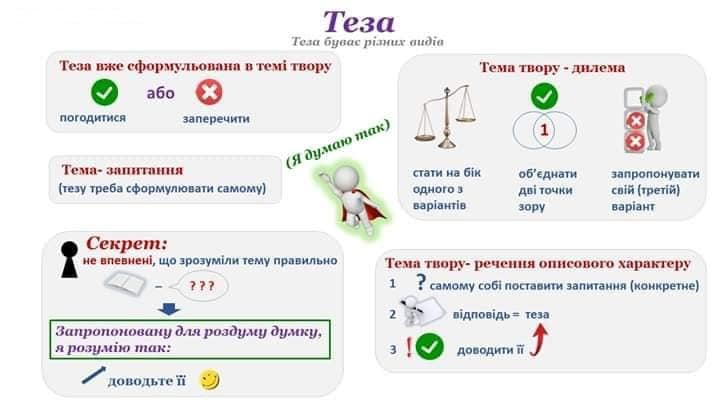 Теза
Теза буває різних видів
Теза вже сформульована в темі твору
або
погодитися
заперечити
Тема- запитання
(тезу треба сформулювати самому)
(Я думаю так)
Тема твору - дилема
1
стати на бік
одного з
варіантів
об’єднати
дві точки
зору
запропонувати
свій (третій)
варіант
Секрет:
не впевнені, що зрозуміли тему правильно
– ? ? ?
Запропоновану для роздуму думку,
я розумію так:
доводьте її
Тема твору- речення описового характеру
1 ? самому собі поставити запитання (конкретне)
2 відповідь = теза
3 ! доводити її